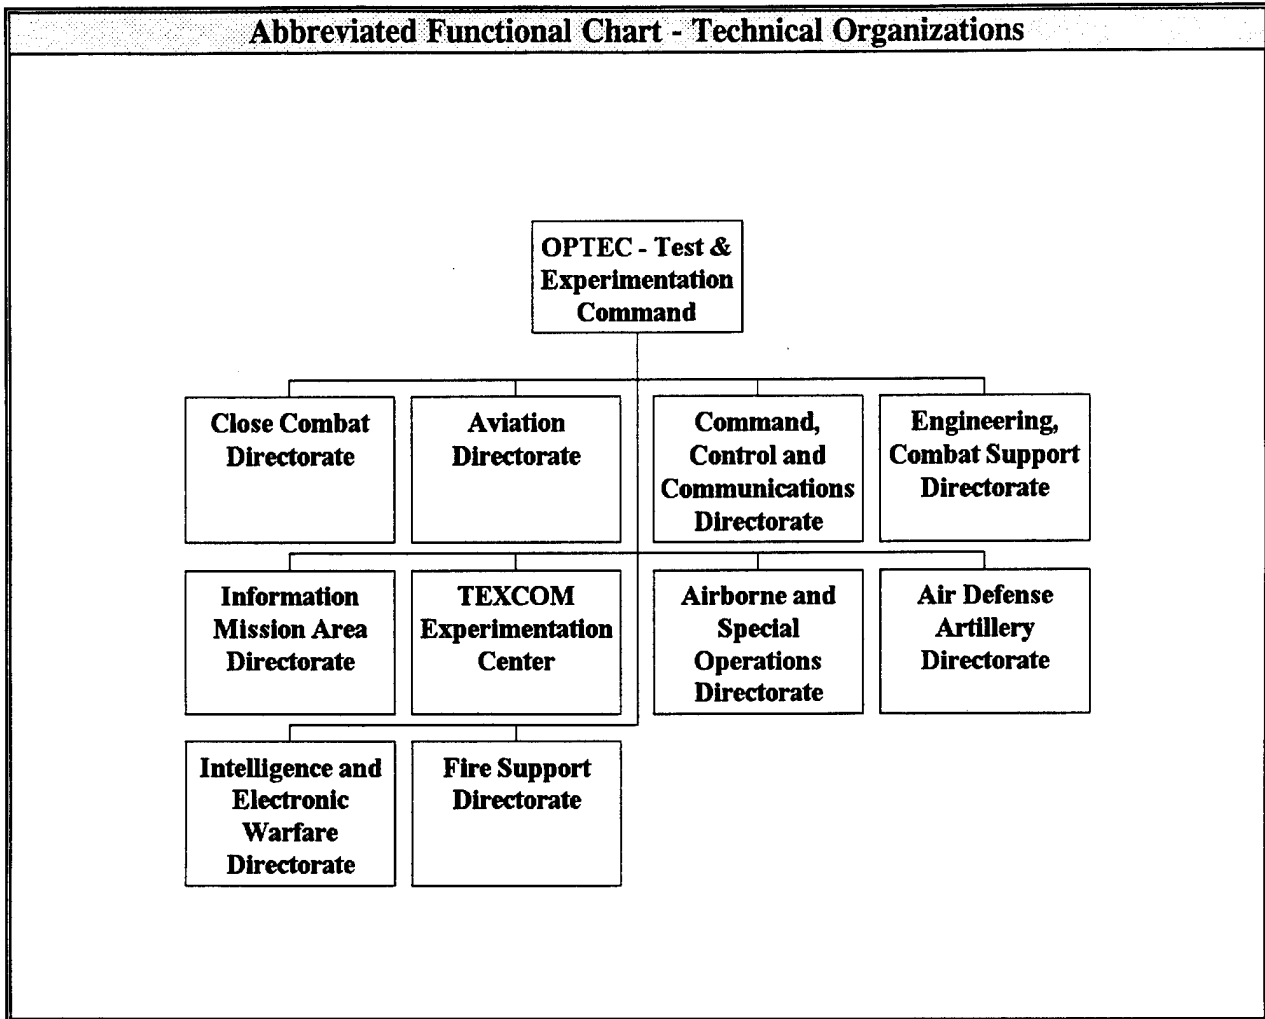 Abbreviated Functional Chart - Technical Organizations
OPTEC - Test &
Experimentation
Command
Close Combat
Directorate
Aviation
Directorate
Command,
Control and
Communications
Directorate
Engineering,
Combat Support
Directorate
Information
Mission Area
Directorate
TEXCOM
Experimentation
Center
Airborne and
Special
Operations
Directorate
Air Defense
Artillery
Directorate
Intelligence and
Electronic
Warfare
Directorate
Fire Support
Directorate